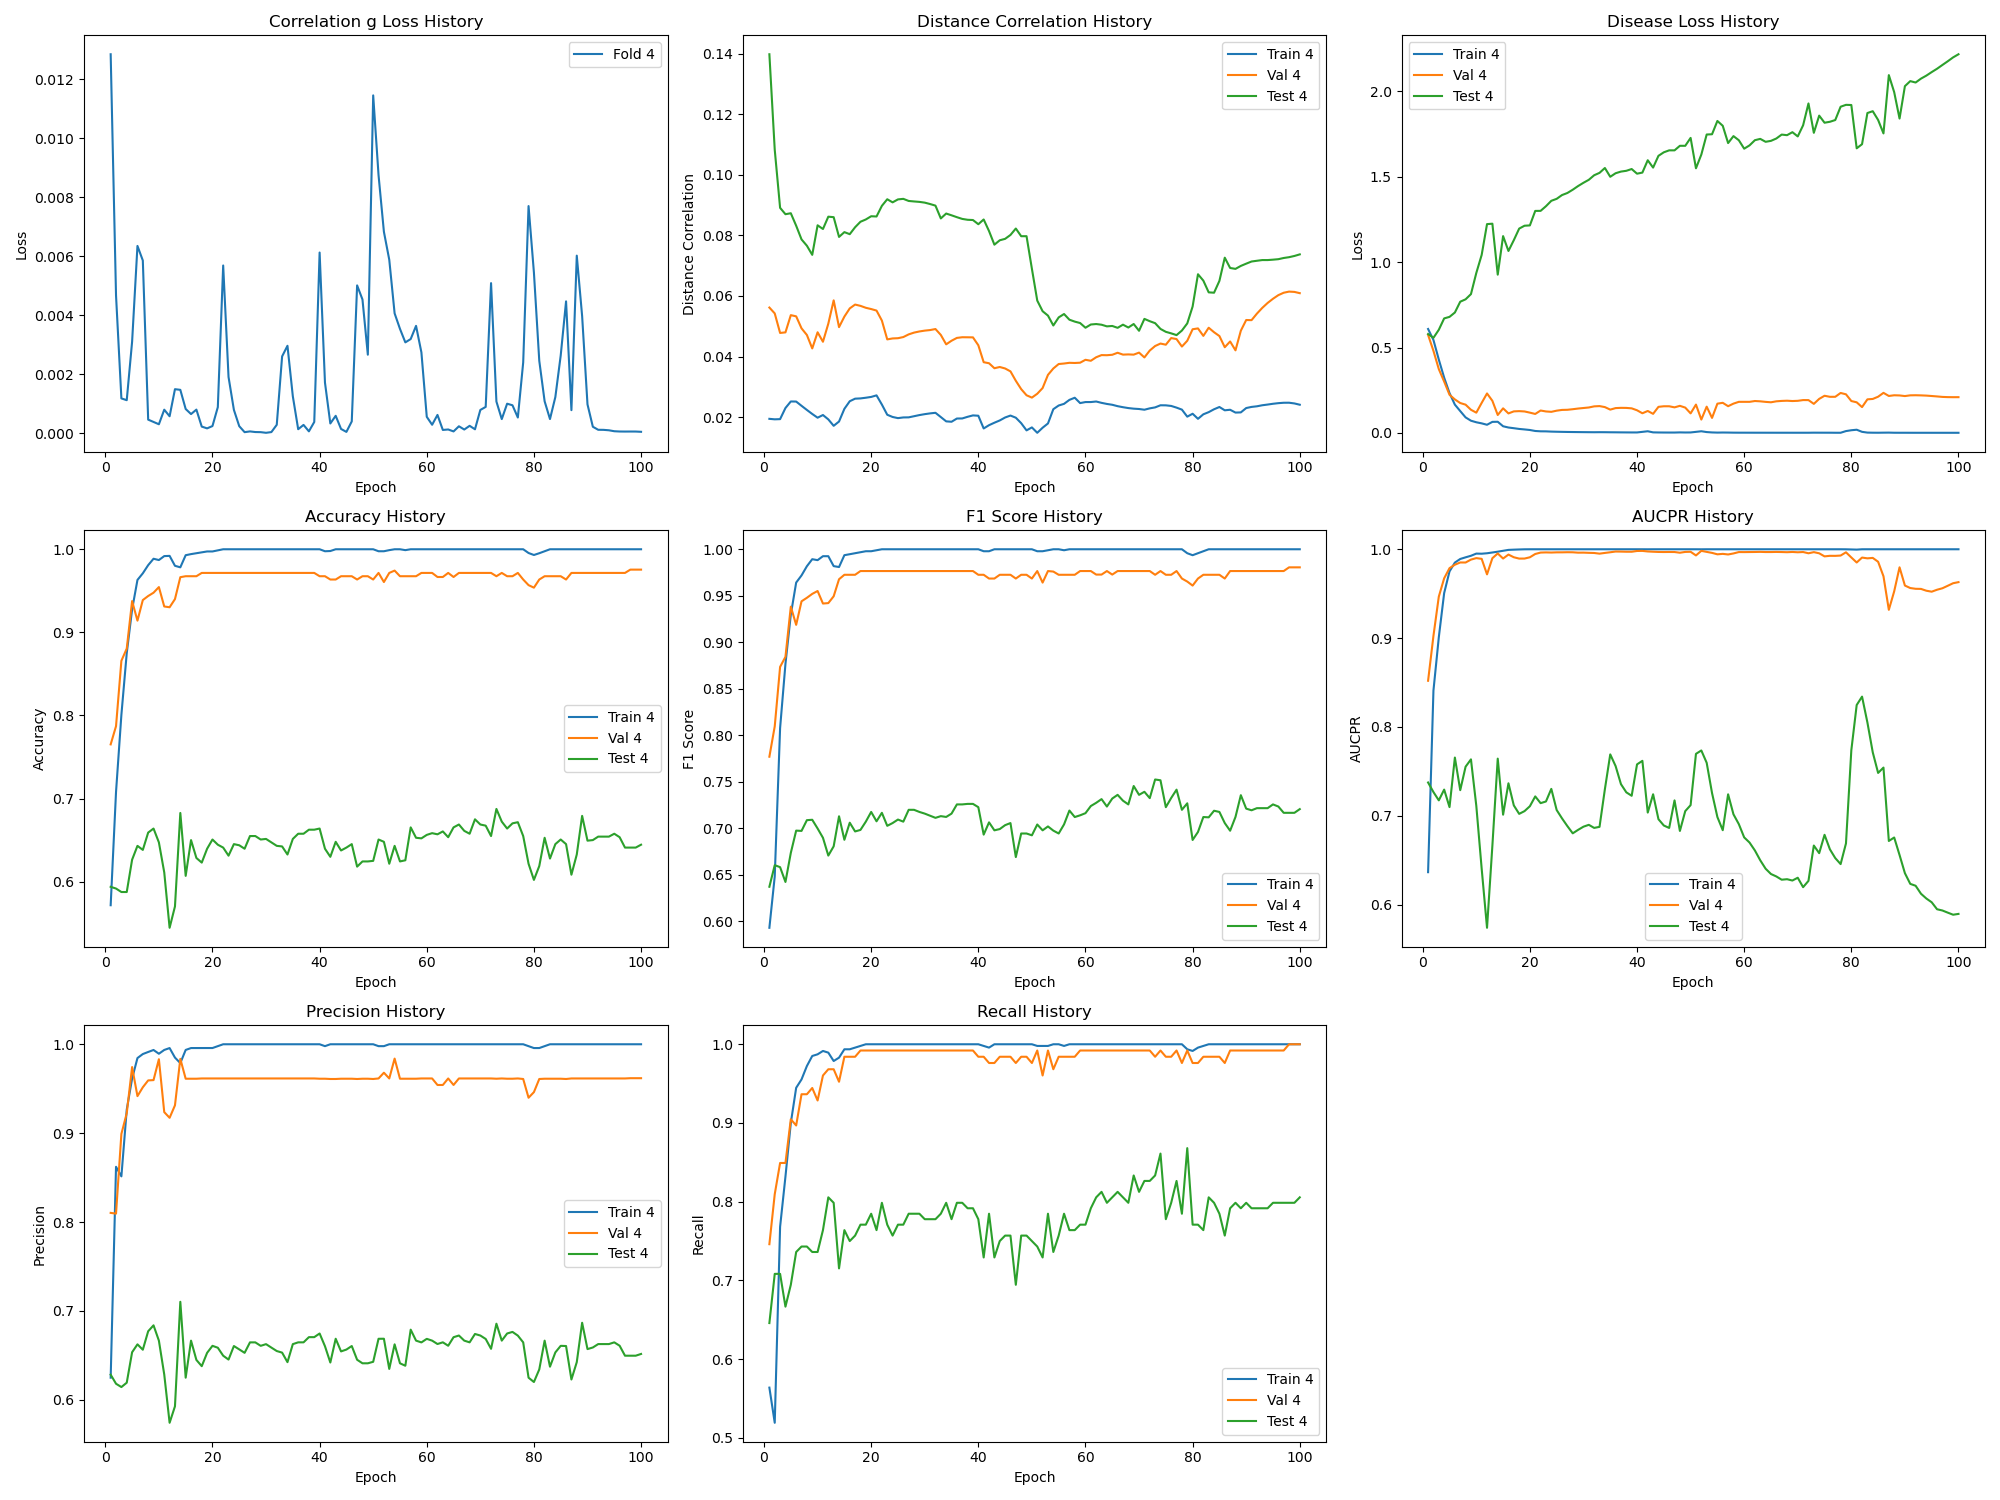 Correlation g Loss History
Fold 4
0.012
0.010
0.008
0.006
0.004
0.002
0.000
Loss
0 20 40 60 80 100
Epoch
Distance Correlation History
Train 4
Val 4
Test 4
0.14
0.12
0.10
0.08
0.06
0.04
0.02
Distance Correlation
0 20 40 60 80 100
Epoch
Disease Loss History
Train 4
Val 4
Test 4
2.0
1.5
1.0
0.5
0.0
Loss
0 20 40 60 80 100
Epoch
Accuracy History
1.0
0.9
0.8
0.7
0.6
Accuracy
Train 4
Val 4
Test 4
0 20 40 60 80 100
Epoch
F1 Score History
1.00
0.95
0.90
0.85
0.80
0.75
0.70
0.65
0.60
F1 Score
Train 4
Val 4
Test 4
0 20 40 60 80 100
Epoch
AUCPR History
1.0
0.9
0.8
0.7
0.6
AUCPR
Train 4
Val 4
Test 4
0 20 40 60 80 100
Epoch
Precision History
1.0
0.9
0.8
0.7
0.6
Precision
Train 4
Val 4
Test 4
0 20 40 60 80 100
Epoch
Recall History
1.0
0.9
0.8
0.7
0.6
0.5
Recall
Train 4
Val 4
Test 4
0 20 40 60 80 100
Epoch